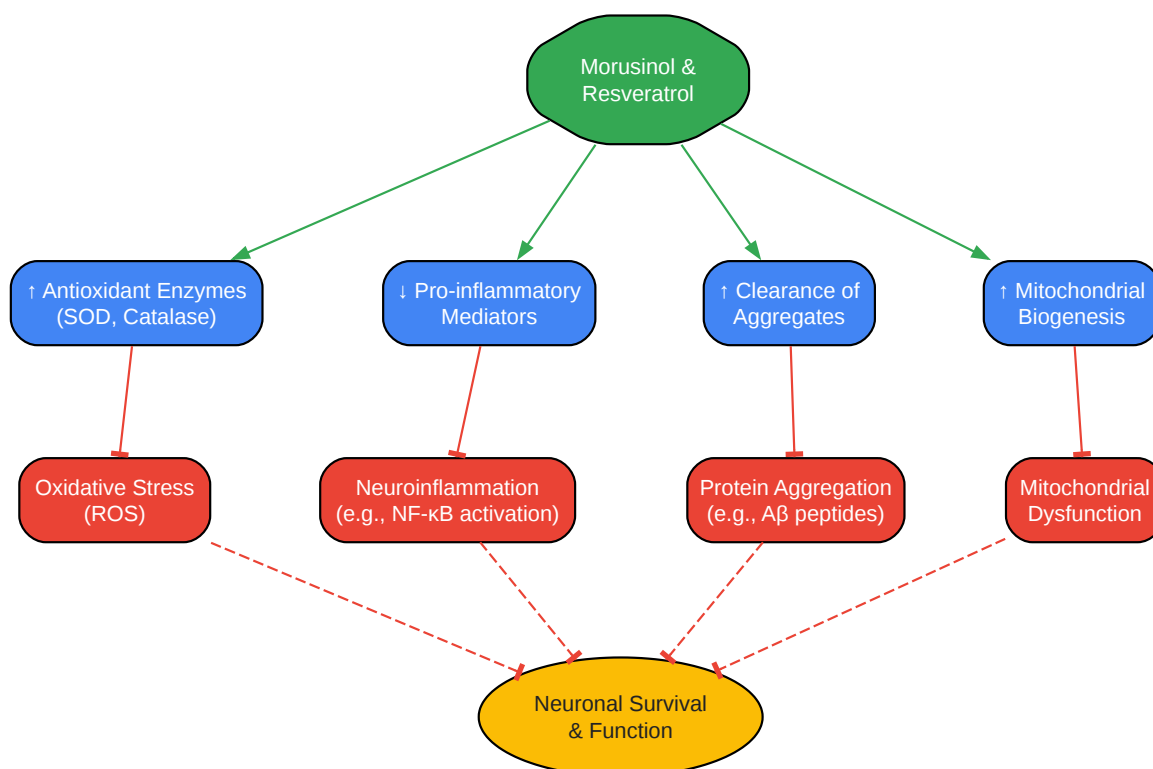 Morusinol &
Resveratrol
↑ Antioxidant Enzymes
(SOD, Catalase)
↓ Pro-inflammatory
Mediators
↑ Clearance of
Aggregates
↑ Mitochondrial
Biogenesis
Oxidative Stress
(ROS)
Neuroinflammation
(e.g., NF-κB activation)
Protein Aggregation
(e.g., Aβ peptides)
Mitochondrial
Dysfunction
Neuronal Survival
& Function